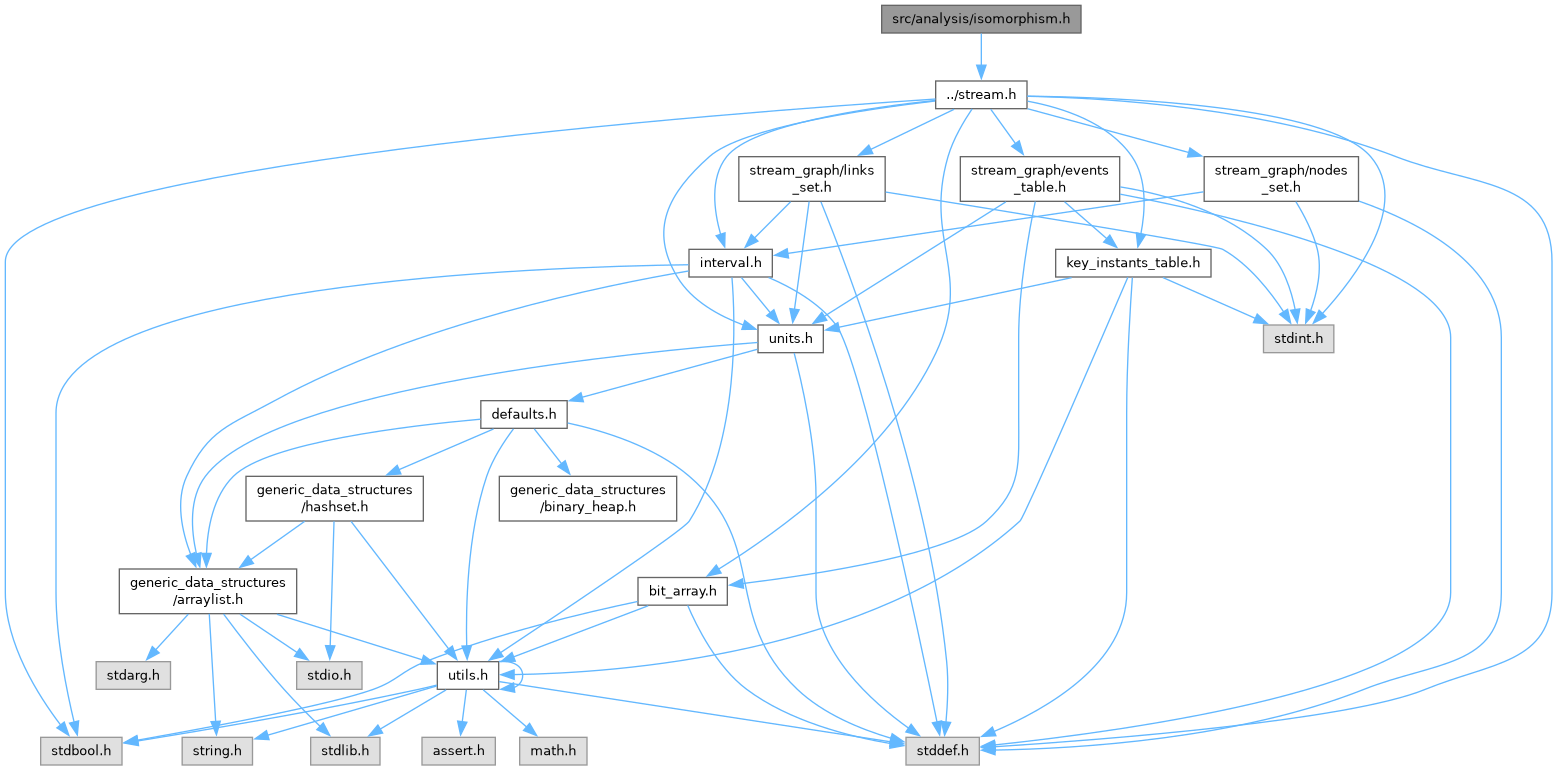 src/analysis/isomorphism.h
../stream.h
stream_graph/links
_set.h
stream_graph/events
_table.h
stream_graph/nodes
_set.h
interval.h
key_instants_table.h
units.h
stdint.h
defaults.h
generic_data_structures
/hashset.h
generic_data_structures
/binary_heap.h
generic_data_structures
/arraylist.h
bit_array.h
stdarg.h
stdio.h
utils.h
stdbool.h
string.h
stdlib.h
assert.h
math.h
stddef.h